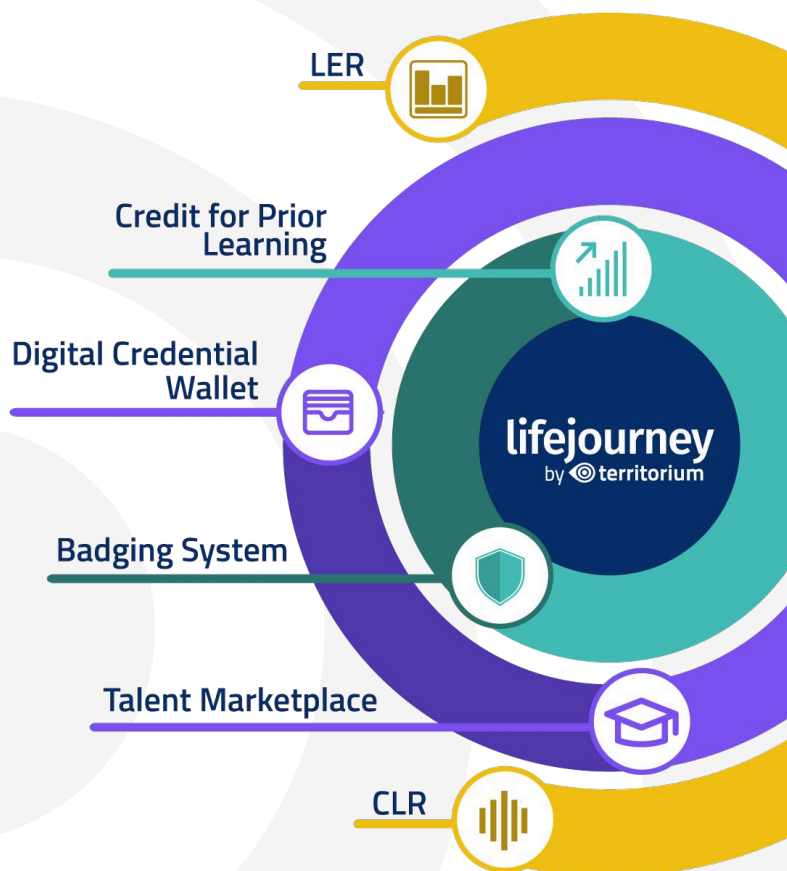 LER
Credit for Prior
Learning
Digital Credential
Wallet
lifejourney
by territorium
Badging System
Talent Marketplace
CLR